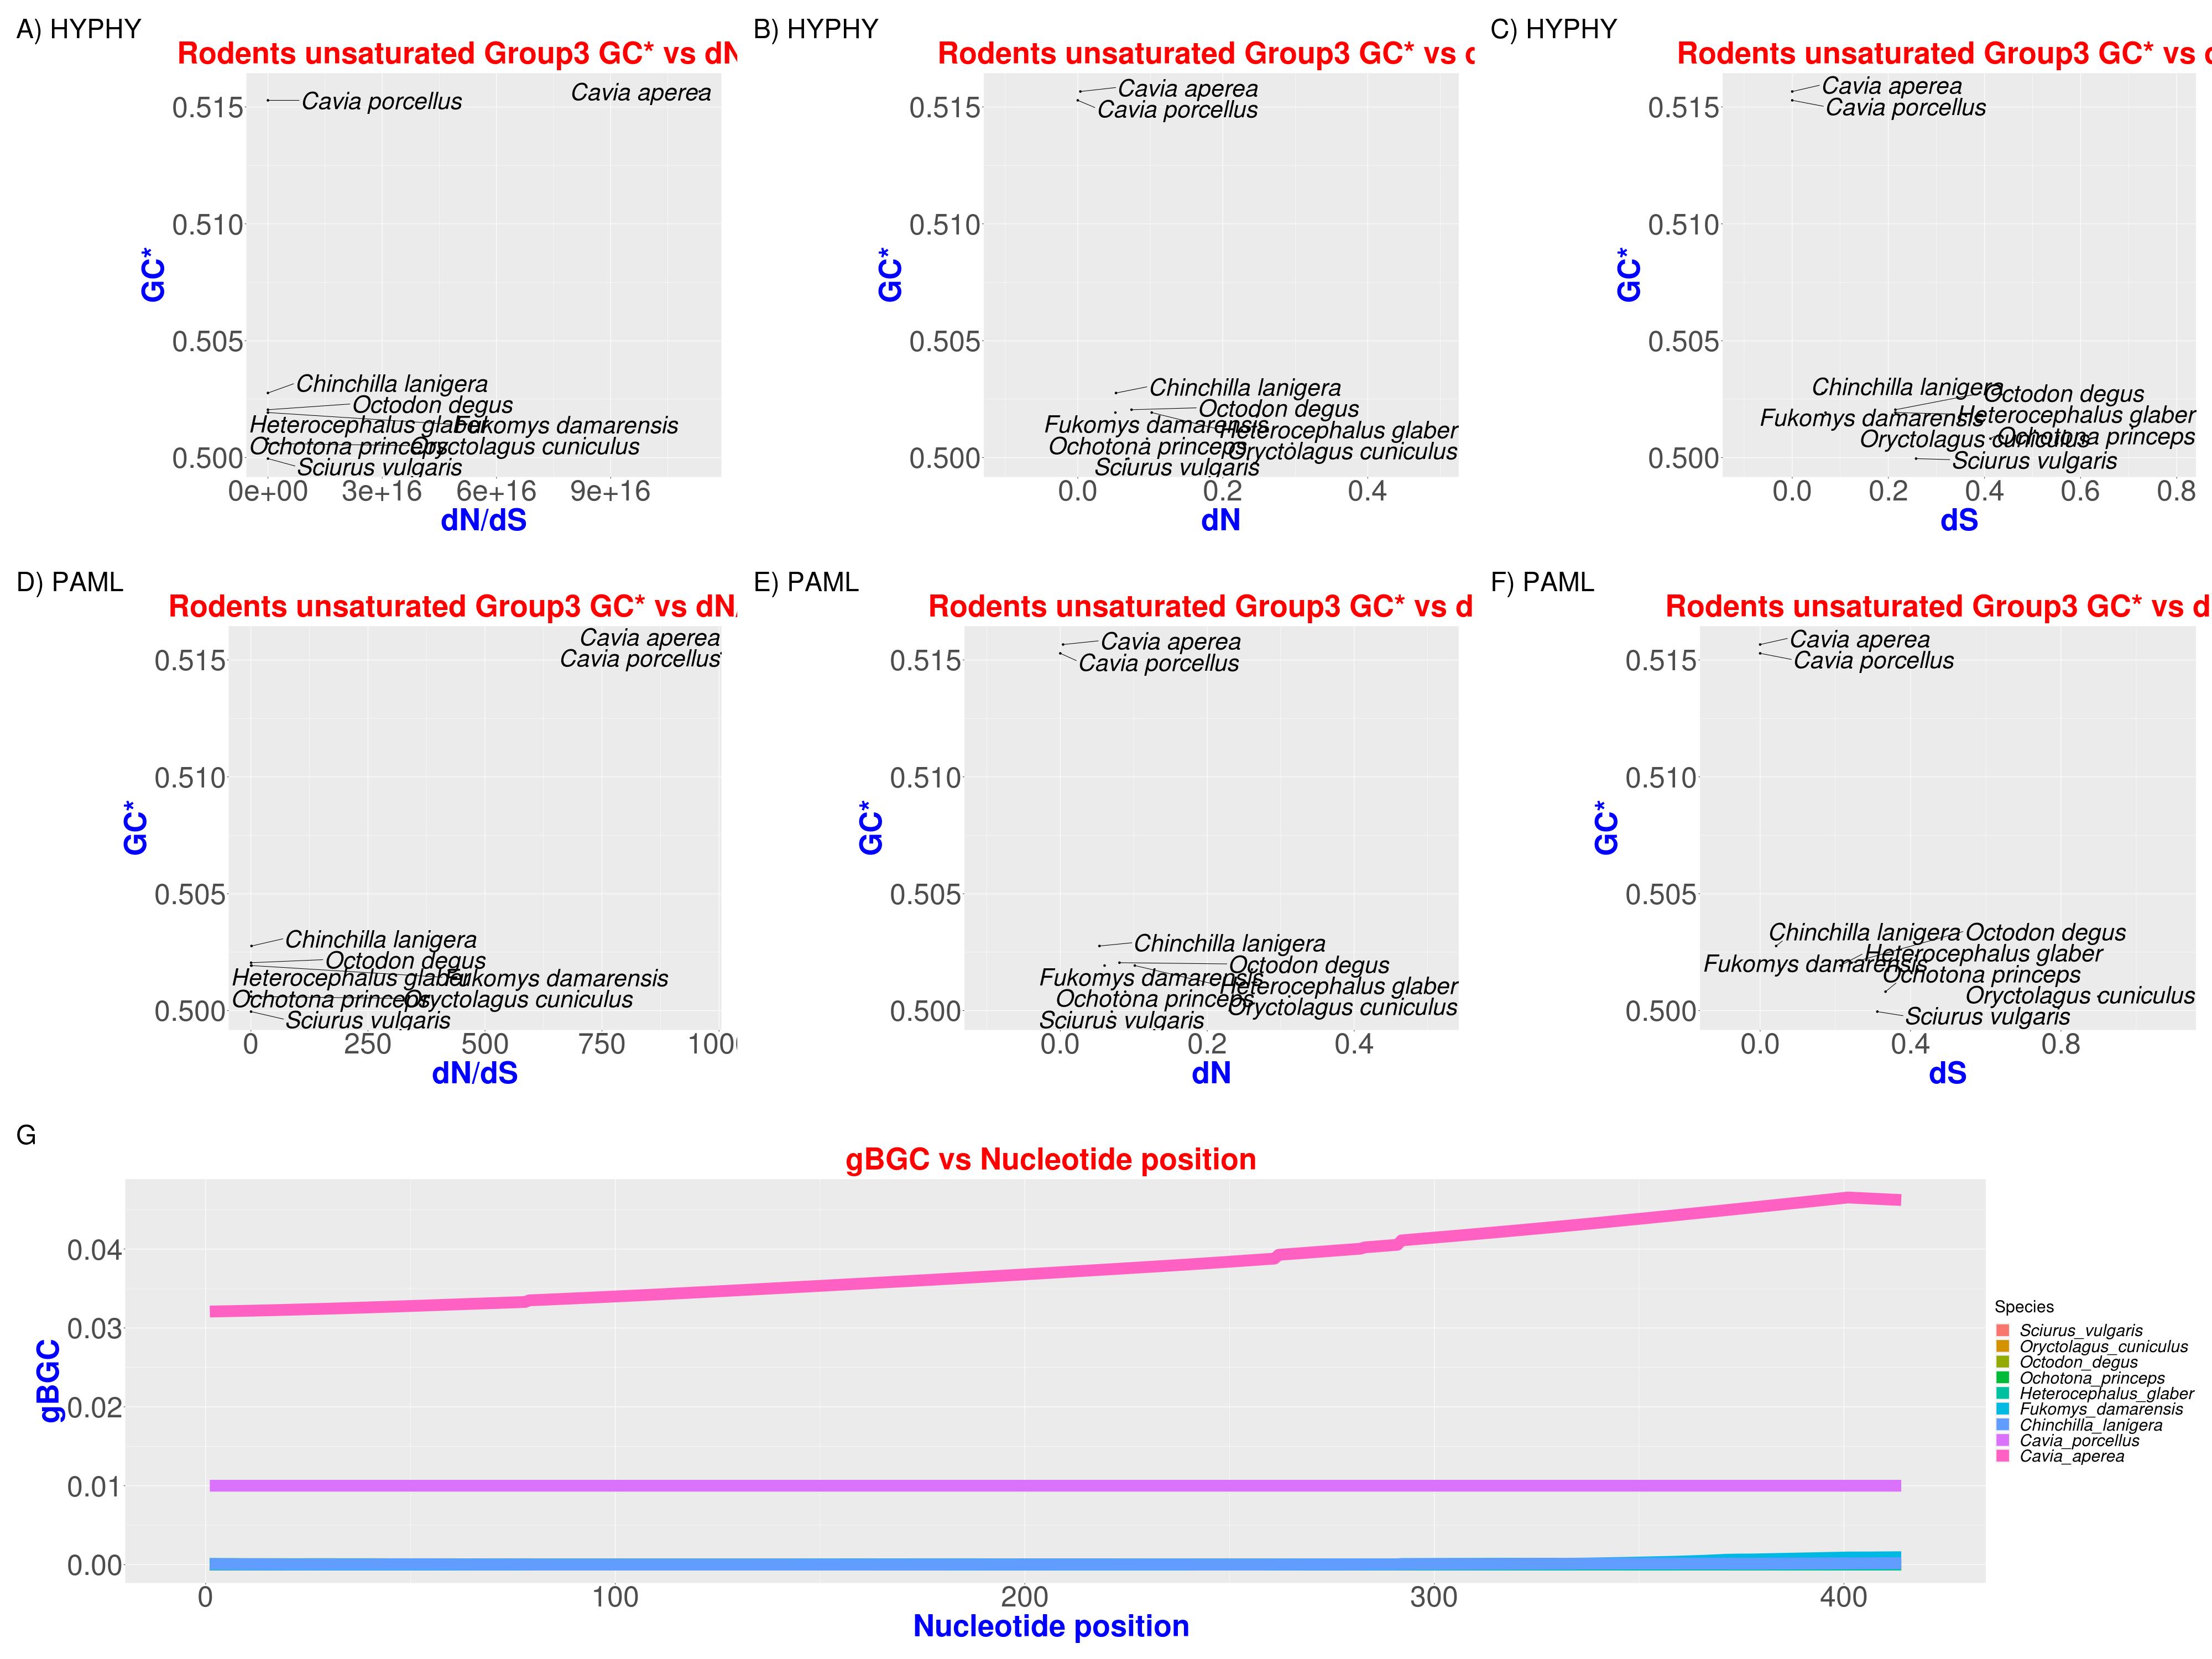 A) HYPHY
Rodents unsaturated Group3 GC* vs dN
GC*
0.515
0.510
0.505
0.500
Cavia porcellus
Cavia aperea
Chinchilla lanigera
Octodon degus
Heterocephalus glaber
Fukomys damarensis
Ochotona princeps
Oryctolagus cuniculus
Sciurus vulgaris
0e+00 3e+16 6e+16 9e+16
dN/dS
B) HYPHY
Rodents unsaturated Group3 GC* vs d
GC*
0.515
0.510
0.505
0.500
Cavia aperea
Cavia porcellus
Chinchilla lanigera
Octodon degus
Fukomys damarensis
Heterocephalus glaber
Ochotona princeps
Oryctolagus cuniculus
Sciurus vulgaris
0.0 0.2 0.4
dN
C) HYPHY
Rodents unsaturated Group3 GC* vs d
GC*
0.515
0.510
0.505
0.500
Cavia aperea
Cavia porcellus
Chinchilla lanigera
Octodon degus
Fukomys damarensis
Heterocephalus glaber
Oryctolagus cuniculus
Ochotona princeps
Sciurus vulgaris
0.0 0.2 0.4 0.6 0.8
dS
D) PAML
Rodents unsaturated Group3 GC* vs dN/
GC*
0.515
0.510
0.505
0.500
Cavia aperea
Cavia porcellus
Chinchilla lanigera
Octodon degus
Heterocephalus glaber
Fukomys damarensis
Ochotona princeps
Oryctolagus cuniculus
Sciurus vulgaris
0 250 500 750 100
dN/dS
E) PAML
Rodents unsaturated Group3 GC* vs d
GC*
0.515
0.510
0.505
0.500
Cavia aperea
Cavia porcellus
Chinchilla lanigera
Octodon degus
Fukomys damarensis
Heterocephalus glaber
Ochotona princeps
Oryctolagus cuniculus
Sciurus vulgaris
0.0 0.2 0.4
dN
F) PAML
Rodents unsaturated Group3 GC* vs d
GC*
0.515
0.510
0.505
0.500
Cavia aperea
Cavia porcellus
Chinchilla lanigera
Octodon degus
Heterocephalus glaber
Fukomys damarensis
Ochotona princeps
Oryctolagus cuniculus
Sciurus vulgaris
0.0 0.4 0.8
dS
G
gBGC vs Nucleotide position
gBGC
0.04
0.03
0.02
0.01
0.00
0 100 200 300 400
Nucleotide position
Species
Sciurus_vulgaris
Oryctolagus_cuniculus
Octodon_degus
Ochotona_princeps
Heterocephalus_glaber
Fukomys_damarensis
Chinchilla_lanigera
Cavia_porcellus
Cavia_aperea